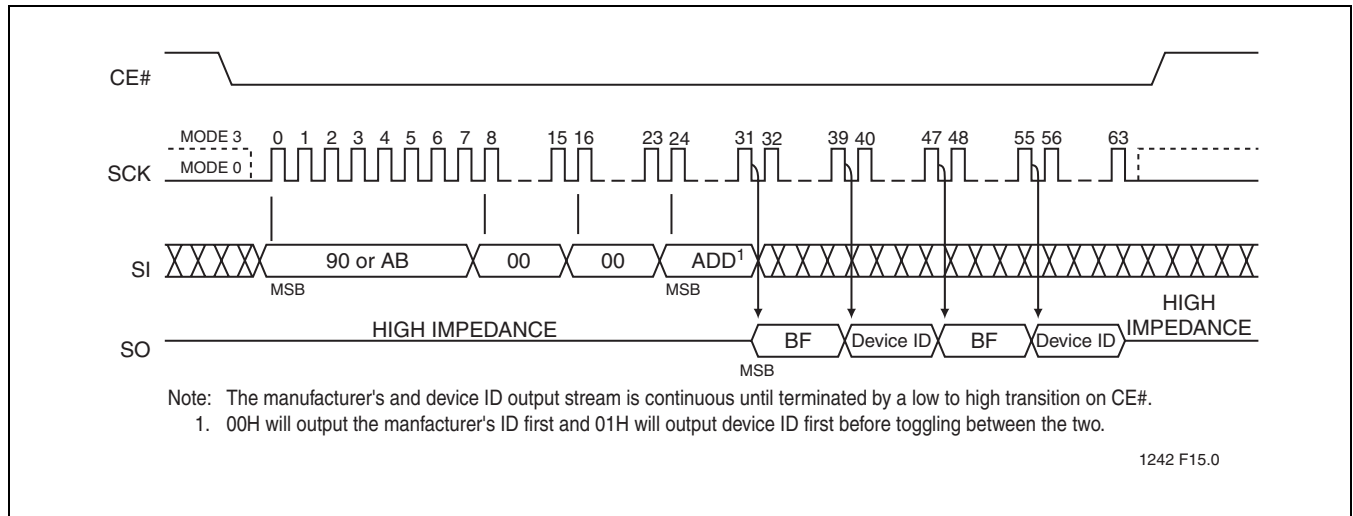 CE#
MODE 3
0 1 2 3 4 5 6 7 8 15 16 23 24 31 32 39 40 47 48 55 56 63
SCK
MODE 0
SI
90 or AB 00 00 ADD1
MSB MSB
HIGH
IMPEDANCE
HIGH IMPEDANCE
SO
BF Device ID BF Device ID
MSB
Note: The manufacturer's and device ID output stream is continuous until terminated by a low to high transition on CE#.
1. 00H will output the manfacturer's ID first and 01H will output device ID first before toggling between the two.
1242 F15.0